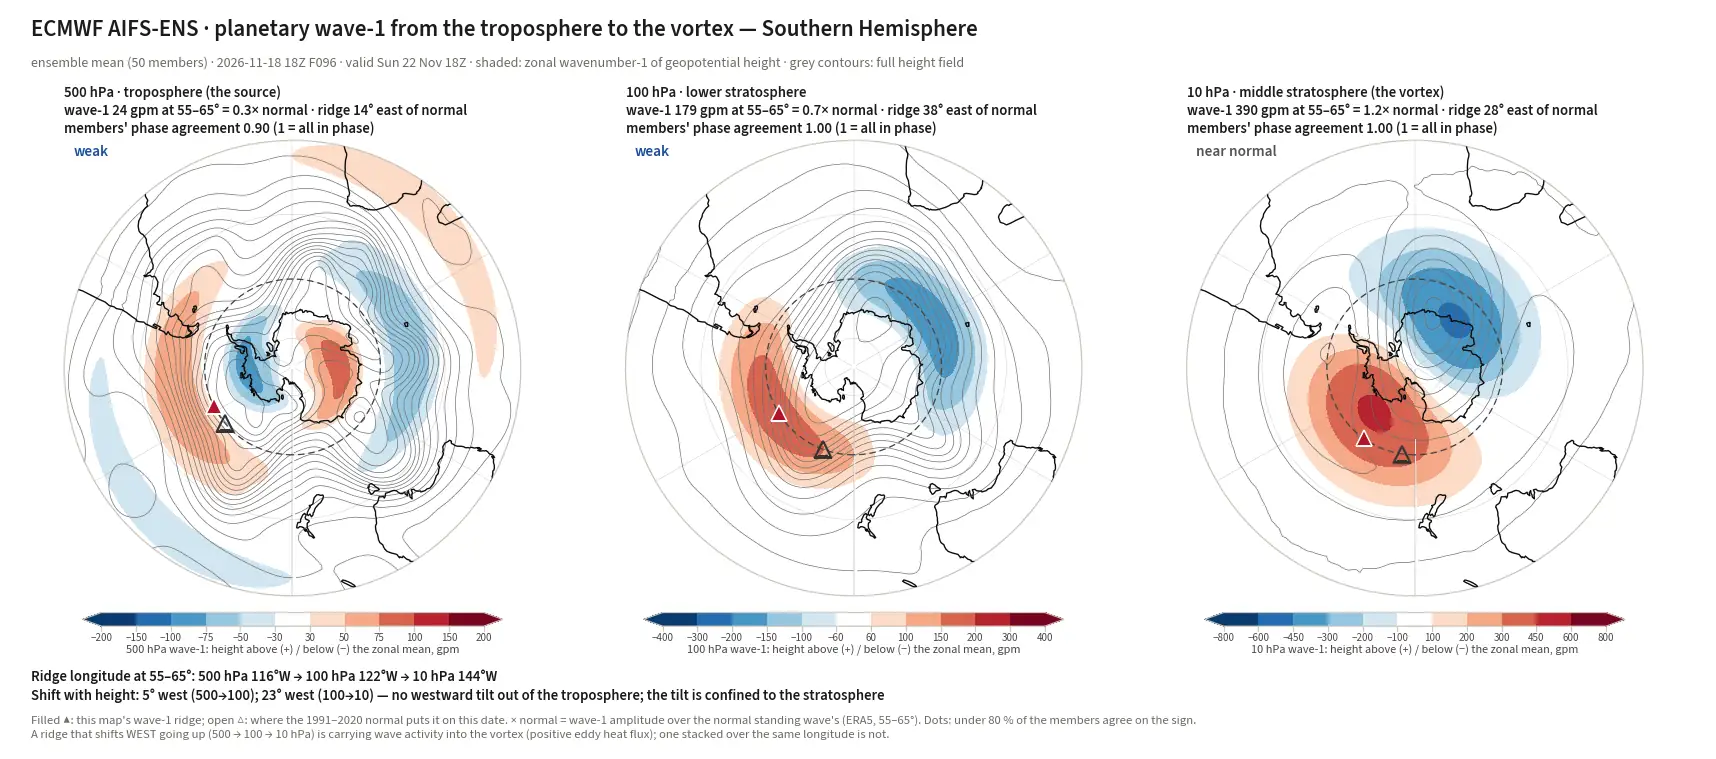 ECMWF AIFS-ENS · planetary wave-1 from the troposphere to the vortex — Southern Hemisphere
ensemble mean (50 members) · 2026-11-18 18Z F096 · valid Sun 22 Nov 18Z · shaded: zonal wavenumber-1 of geopotential height · grey contours: full height field
500 hPa · troposphere (the source)
wave-1 24 gpm at 55–65° = 0.3× normal · ridge 14° east of normal
members' phase agreement 0.90 (1 = all in phase)
weak
100 hPa · lower stratosphere
wave-1 179 gpm at 55–65° = 0.7× normal · ridge 38° east of normal
members' phase agreement 1.00 (1 = all in phase)
weak
10 hPa · middle stratosphere (the vortex)
wave-1 390 gpm at 55–65° = 1.2× normal · ridge 28° east of normal
members' phase agreement 1.00 (1 = all in phase)
near normal
−200 −150 −100 −75 −50 −30 30 50 75 100 150 200
500 hPa wave-1: height above (+) / below (−) the zonal mean, gpm
−400 −300 −200 −150 −100 −60 60 100 150 200 300 400
100 hPa wave-1: height above (+) / below (−) the zonal mean, gpm
−800 −600 −450 −300 −200 −100 100 200 300 450 600 800
10 hPa wave-1: height above (+) / below (−) the zonal mean, gpm
Ridge longitude at 55–65°: 500 hPa 116°W → 100 hPa 122°W → 10 hPa 144°W
Shift with height: 5° west (500→100); 23° west (100→10) — no westward tilt out of the troposphere; the tilt is confined to the stratosphere
Filled ▲: this map's wave-1 ridge; open △: where the 1991–2020 normal puts it on this date. × normal = wave-1 amplitude over the normal standing wave's (ERA5, 55–65°). Dots: under 80 % of the members agree on the sign.
A ridge that shifts WEST going up (500 → 100 → 10 hPa) is carrying wave activity into the vortex (positive eddy heat flux); one stacked over the same longitude is not.